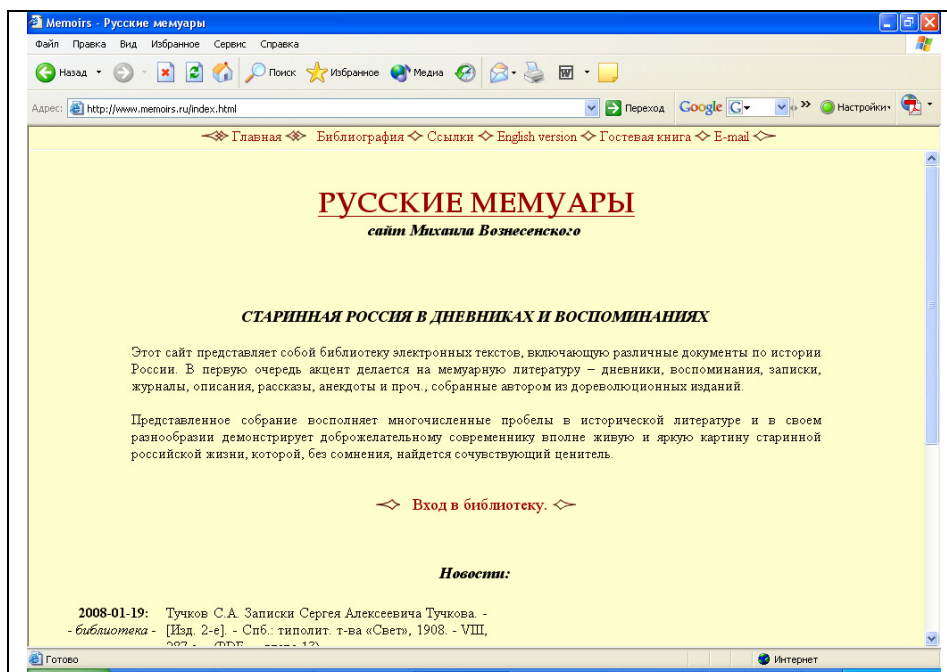 Memoirs - Русские мемуары
Файл Правка Вид Избранное Сервис Справка
Назад Поиск Избранное Медиа
Адрес: http://www.memoirs.ru/index.html Переход Google G Настройки
Главная Библиография Ссылки English version Гостевая книга E-mail
РУССКИЕ МЕМУАРЫ
сайт Михаила Вознесенского
СТАРИННАЯ РОССИЯ В ДНЕВНИКАХ И ВОСПОМИНАНИЯХ
Этот сайт представляет собой библиотеку электронных текстов, включающую различные документы по истории
России. В первую очередь акцент делается на мемуарную литературу – дневники, воспоминания, записки,
журналы, описания, рассказы, анекдоты и проч., собранные автором из дореволюционных изданий.
Представленное собрание восполняет многочисленные пробелы в исторической литературе и в своем
разнообразии демонстрирует доброжелательному современнику вполне живую и яркую картину старинной
российской жизни, которой, без сомнения, найдется сочувствующий ценитель.
Вход в библиотеку.
Новости:
2008-01-19: Тучков С.А. Записки Сергея Алексеевича Тучкова. -
- библиотека - [Изд. 2-е]. - Спб.: типолит. т-ва «Свет», 1908. - VIII,
Готово Интернет